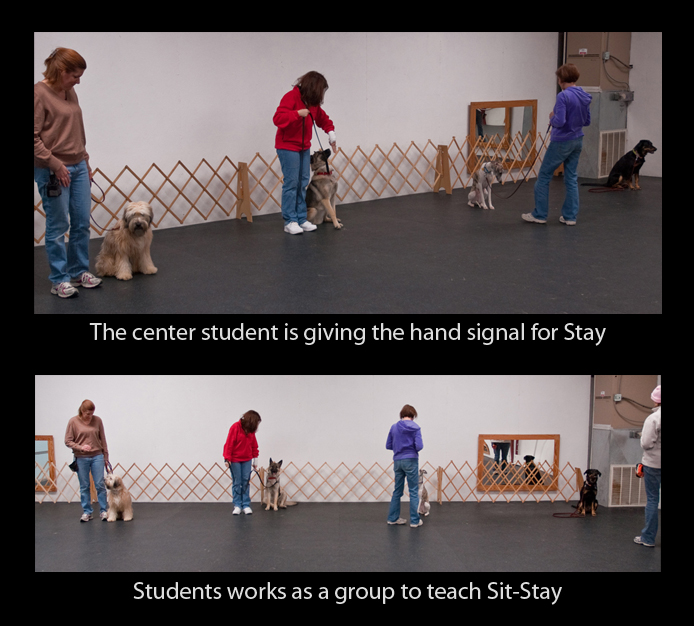 The center student is giving the hand signal for Stay
Students works as a group to teach Sit-Stay